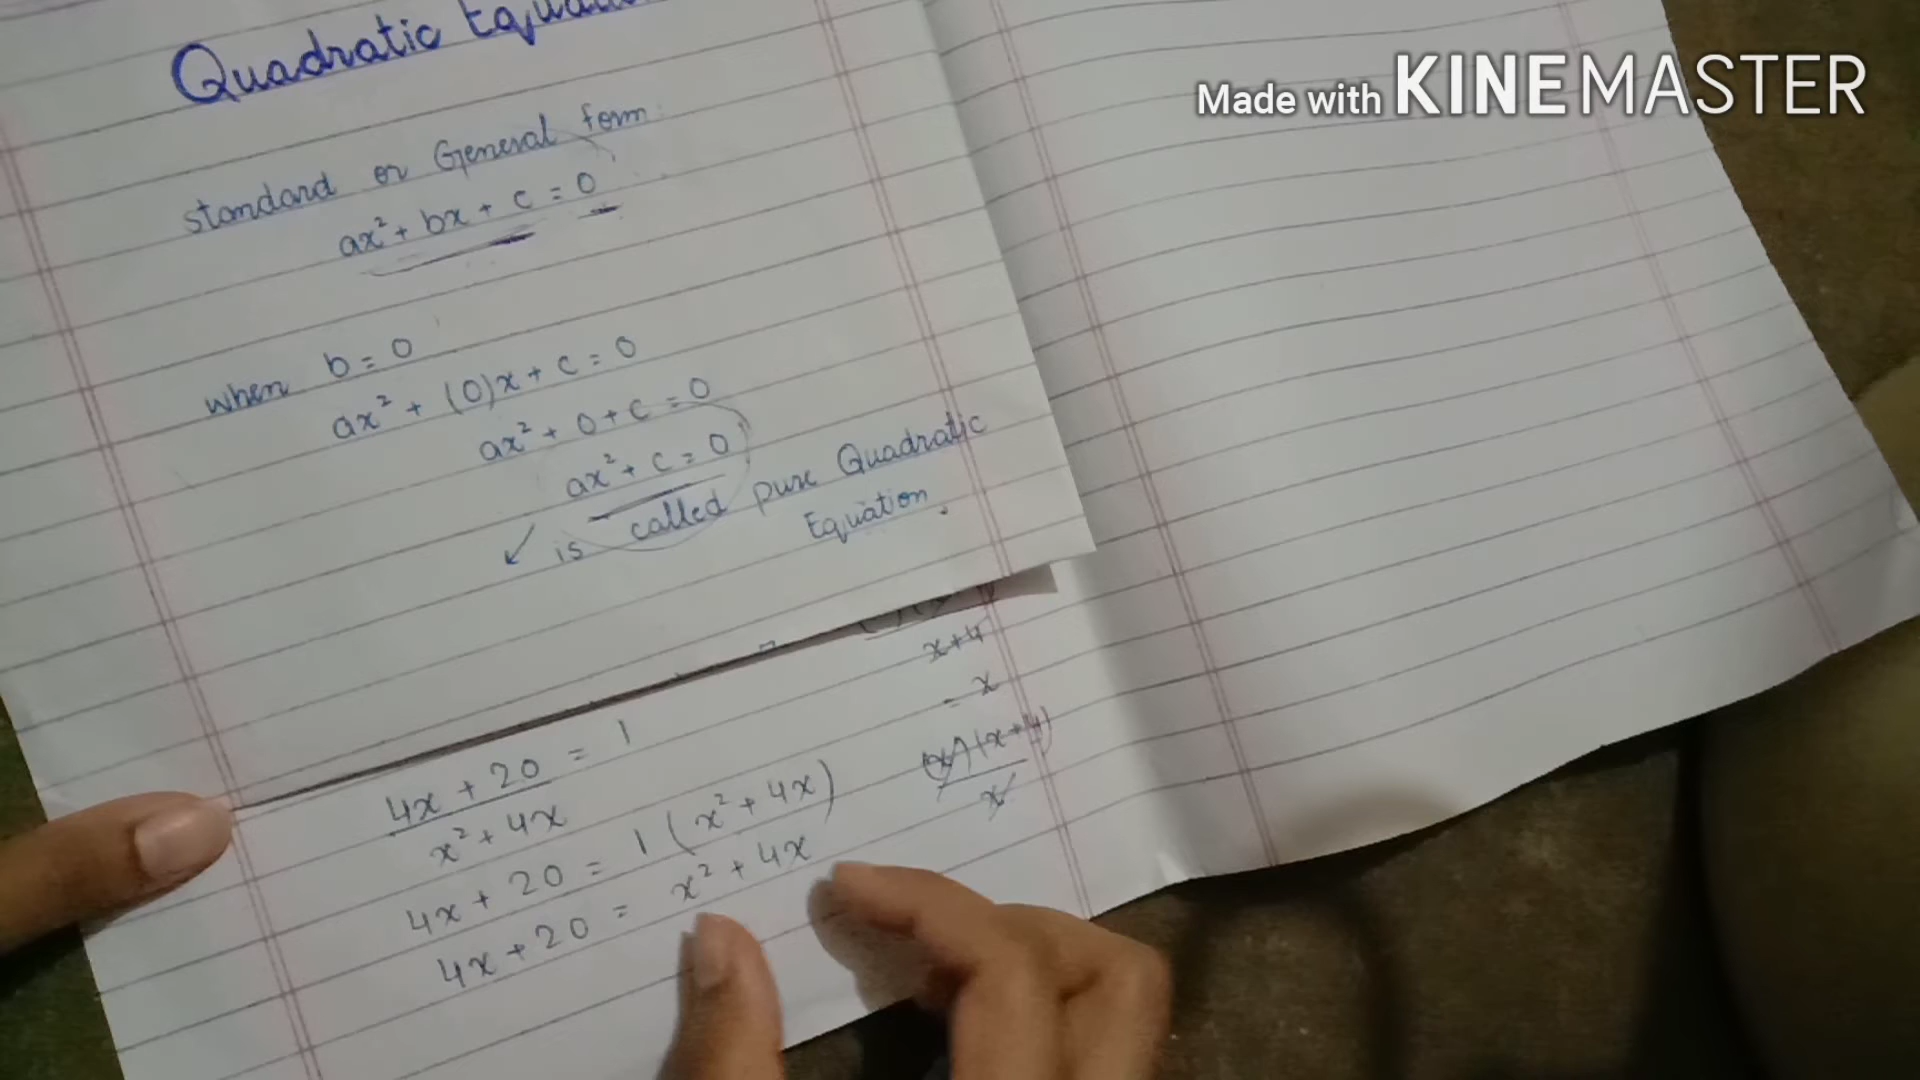 Quadratic
Made with KINEMASTER
standard or General form
ax² + bx + c = 0
when b = 0
ax² + (0)x + c = 0
ax² + 0 + c = 0
ax² + c = 0
is called pure Quadratic
Equation.
x+4
= x
4x + 20 = 1
x² + 4x
(x)(x+4)
x
4x + 20 = 1 (x² + 4x)
4x + 20 = x² + 4x